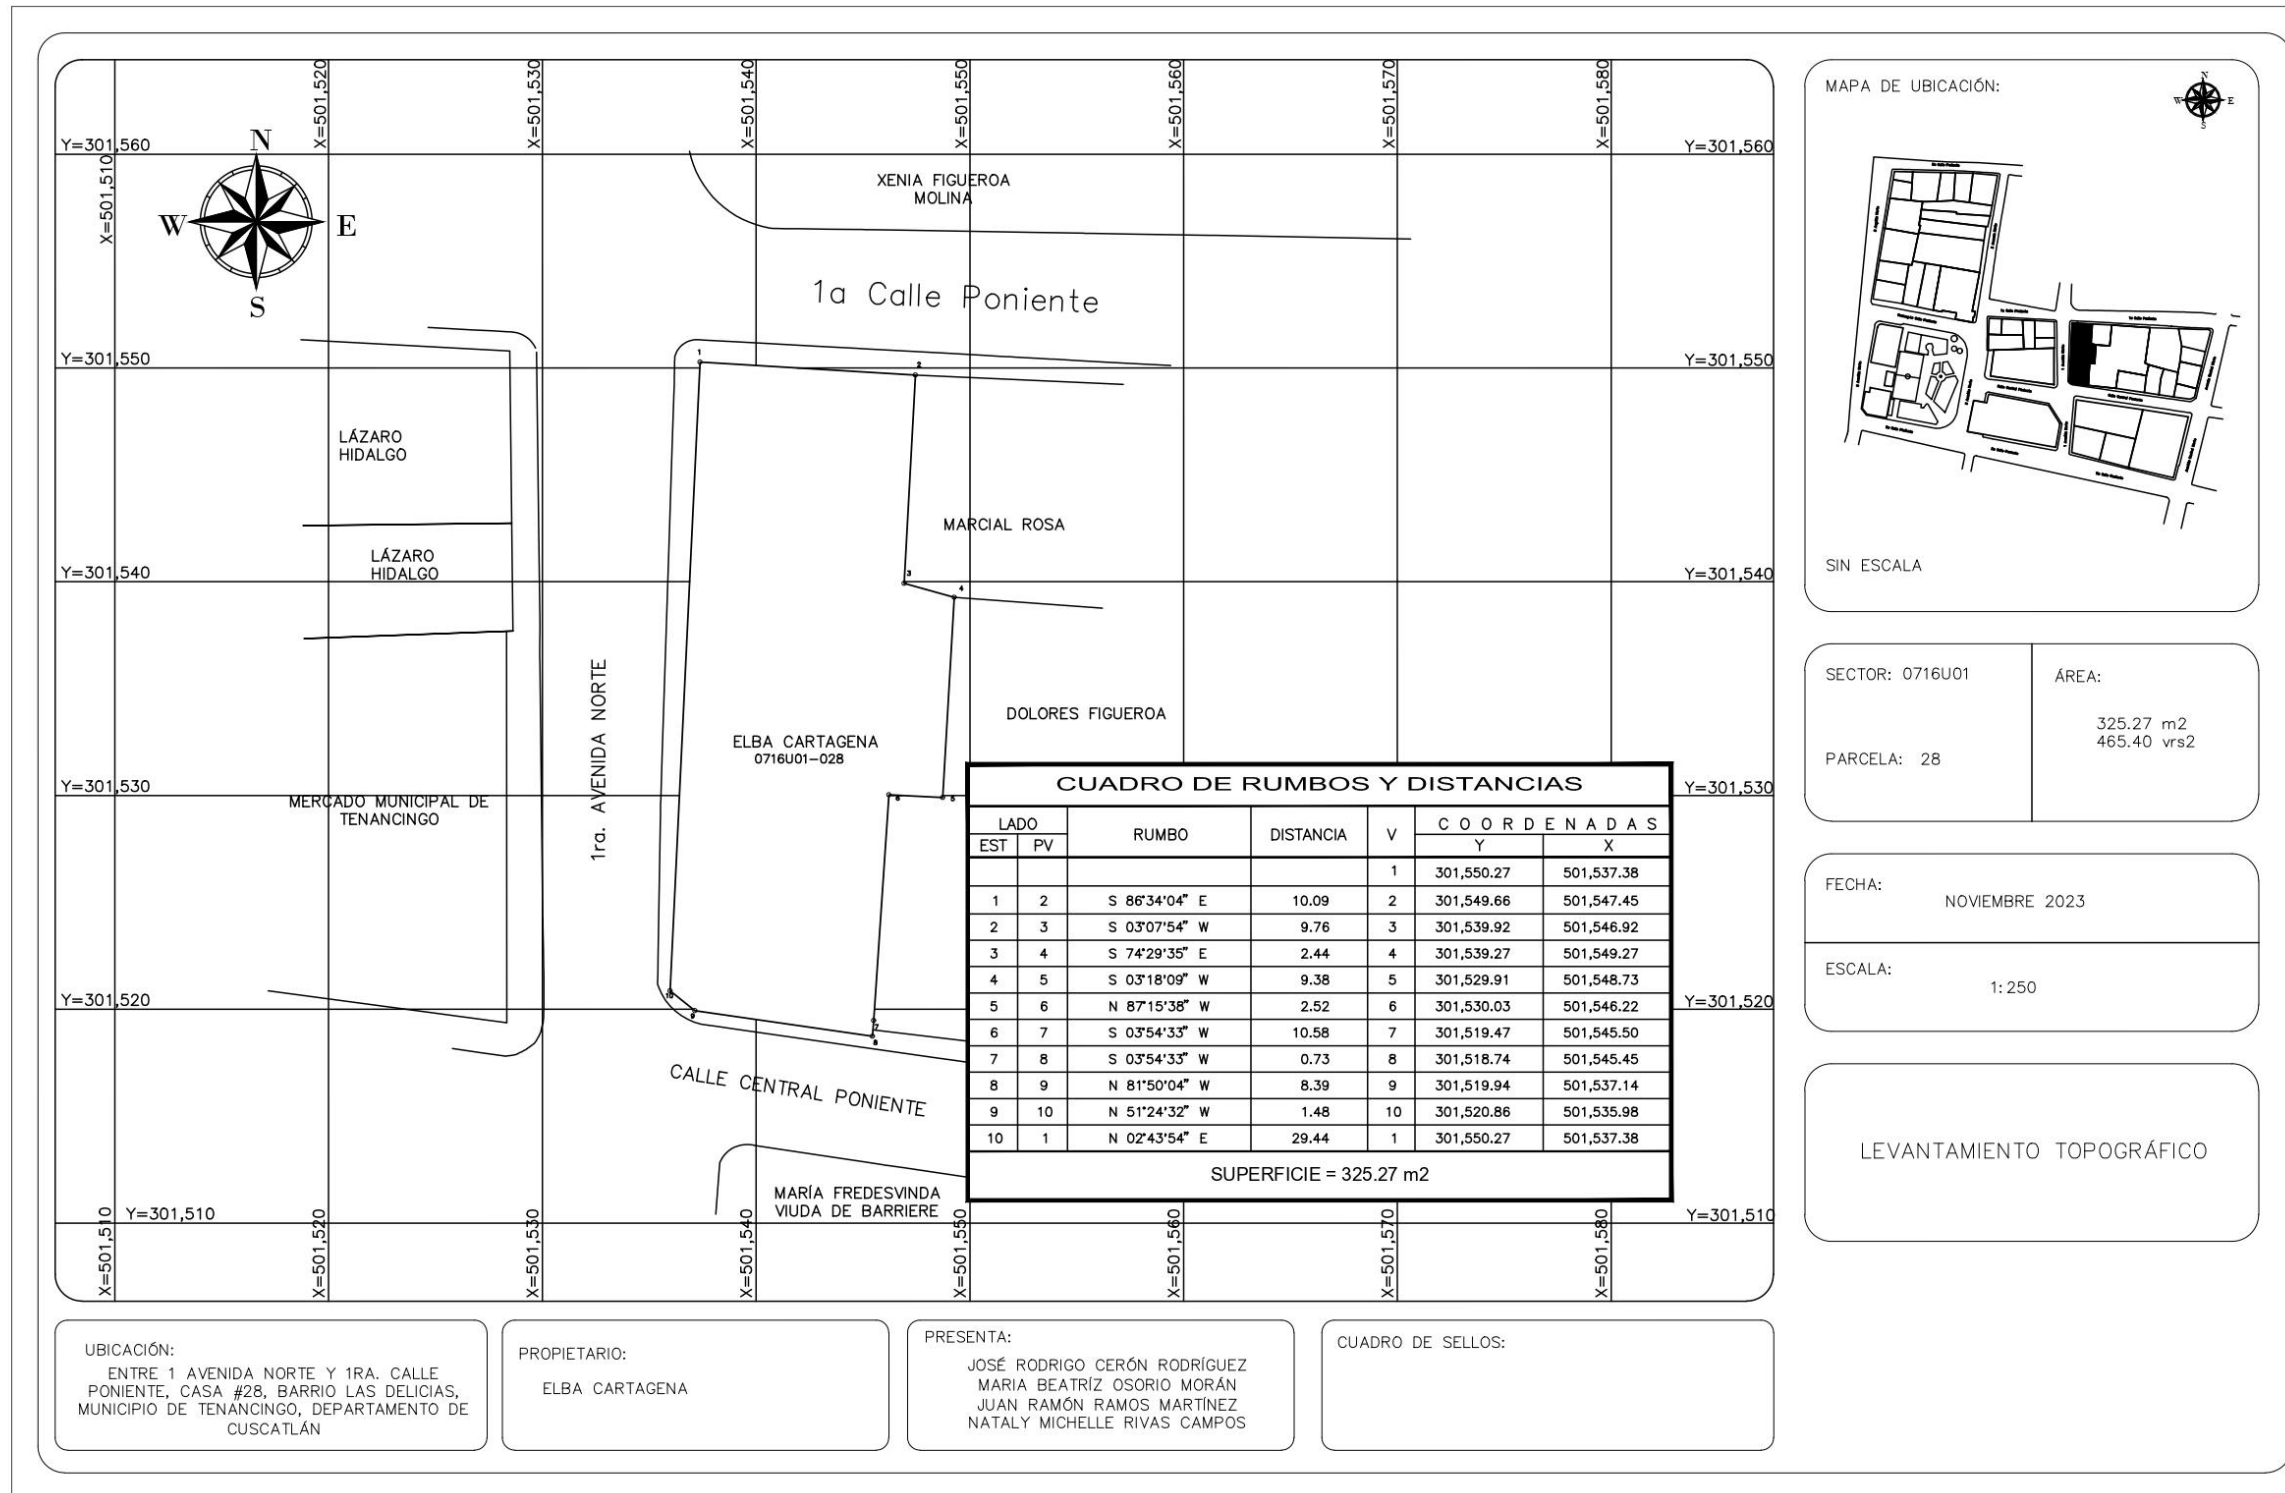 X=501,510
X=501,520
X=501,530
X=501,540
X=501,550
X=501,560
X=501,570
X=501,580
Y=301,560
Y=301,560
N
W
E
S
XENIA FIGUEROA
MOLINA
1a Calle Poniente
Y=301,550
Y=301,550
1
2
LÁZARO
HIDALGO
MARCIAL ROSA
LÁZARO
HIDALGO
Y=301,540
Y=301,540
3
4
1ra. AVENIDA NORTE
DOLORES FIGUEROA
ELBA CARTAGENA
0716U01-028
Y=301,530
Y=301,530
6
5
MERCADO MUNICIPAL DE
TENANCINGO
Y=301,520
Y=301,520
10
9
7
8
CALLE CENTRAL PONIENTE
MARÍA FREDESVINDA
VIUDA DE BARRIERE
Y=301,510
Y=301,510
X=501,510
X=501,520
X=501,530
X=501,540
X=501,550
X=501,560
X=501,570
X=501,580
CUADRO DE RUMBOS Y DISTANCIAS
LADO RUMBO DISTANCIA V COORDENADAS
EST PV Y X
1 301,550.27 501,537.38
1 2 S 86°34'04" E 10.09 2 301,549.66 501,547.45
2 3 S 03°07'54" W 9.76 3 301,539.92 501,546.92
3 4 S 74°29'35" E 2.44 4 301,539.27 501,549.27
4 5 S 03°18'09" W 9.38 5 301,529.91 501,548.73
5 6 N 87°15'38" W 2.52 6 301,530.03 501,546.22
6 7 S 03°54'33" W 10.58 7 301,519.47 501,545.50
7 8 S 03°54'33" W 0.73 8 301,518.74 501,545.45
8 9 N 81°50'04" W 8.39 9 301,519.94 501,537.14
9 10 N 51°24'32" W 1.48 10 301,520.86 501,535.98
10 1 N 02°43'54" E 29.44 1 301,550.27 501,537.38
SUPERFICIE = 325.27 m2
MAPA DE UBICACIÓN:
N
W
E
S
SIN ESCALA
SECTOR: 0716U01
PARCELA: 28
ÁREA:
325.27 m2
465.40 vrs2
FECHA:
NOVIEMBRE 2023
ESCALA:
1:250
LEVANTAMIENTO TOPOGRÁFICO
UBICACIÓN:
ENTRE 1 AVENIDA NORTE Y 1RA. CALLE
PONIENTE, CASA #28, BARRIO LAS DELICIAS,
MUNICIPIO DE TENANCINGO, DEPARTAMENTO DE
CUSCATLÁN
PROPIETARIO:
ELBA CARTAGENA
PRESENTA:
JOSÉ RODRIGO CERÓN RODRÍGUEZ
MARIA BEATRÍZ OSORIO MORÁN
JUAN RAMÓN RAMOS MARTÍNEZ
NATALY MICHELLE RIVAS CAMPOS
CUADRO DE SELLOS: